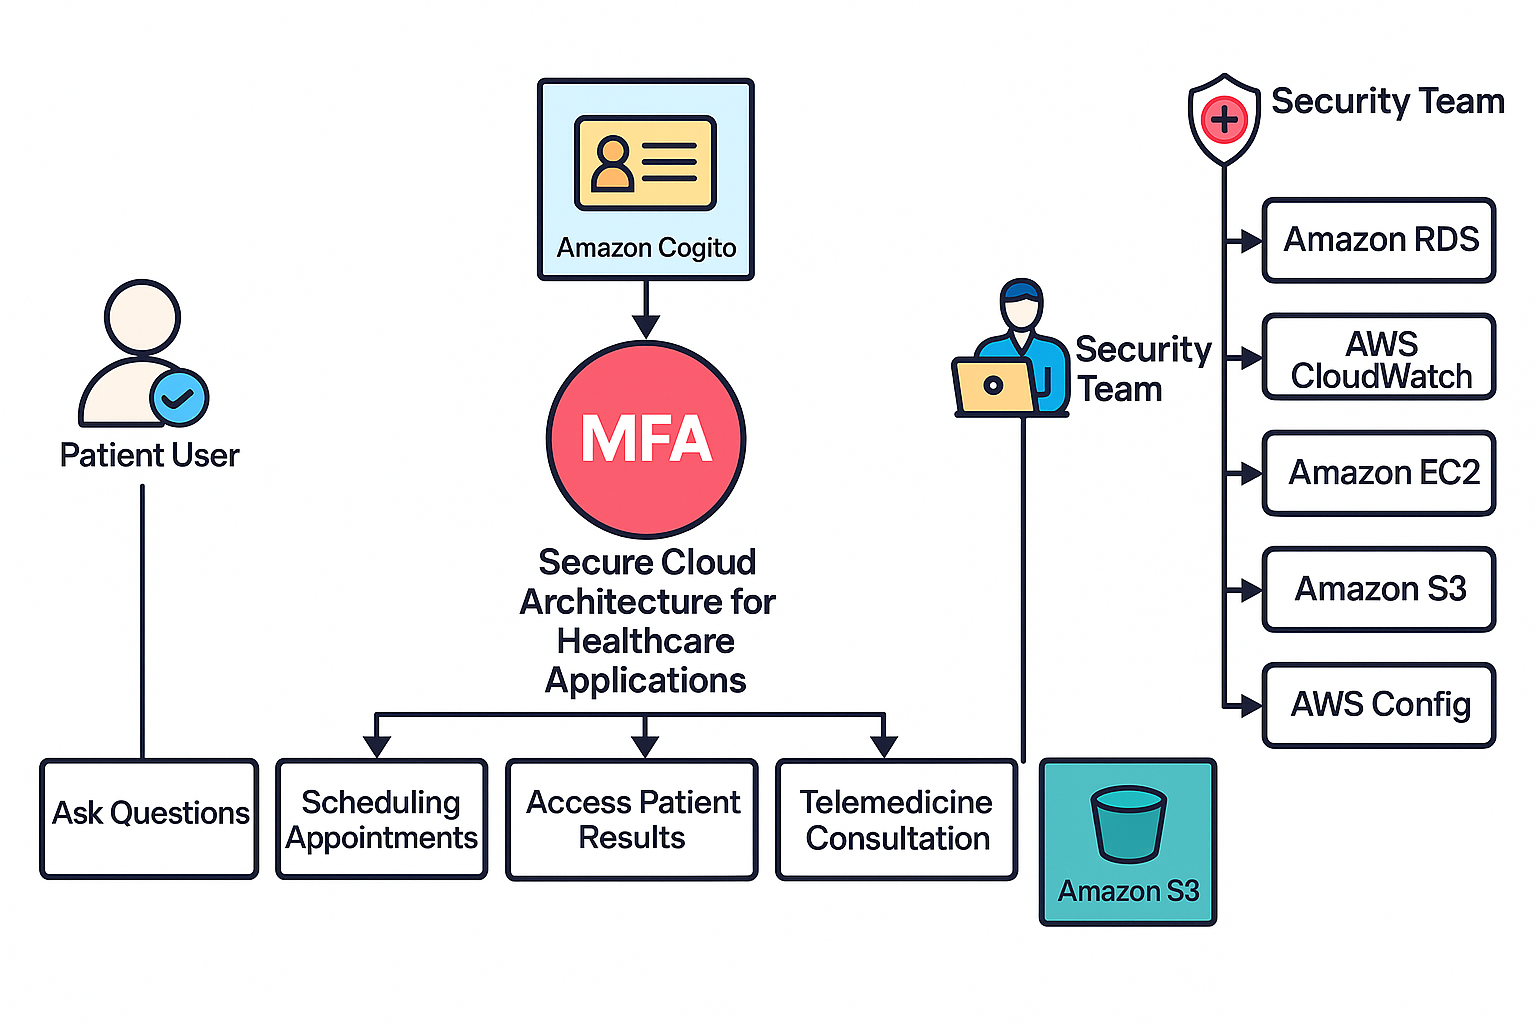 Amazon Cogito
MFA
Secure Cloud
Architecture for
Healthcare
Applications
Patient User
Security
Team
Security Team
Amazon RDS
AWS
CloudWatch
Amazon EC2
Amazon S3
AWS Config
Ask Questions
Scheduling
Appointments
Access Patient
Results
Telemedicine
Consultation
Amazon S3